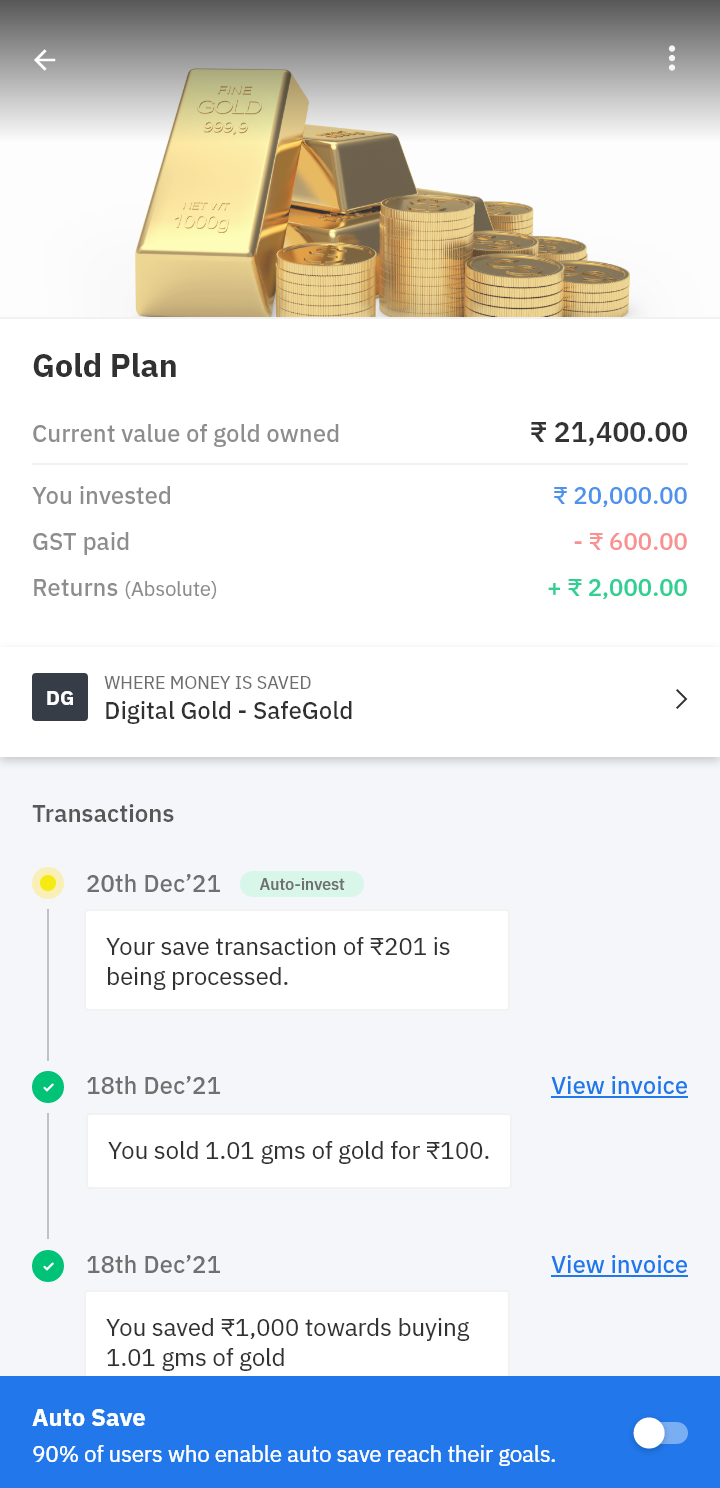 FINE
GOLD
999,9
NET WT
1000g
Gold Plan
Current value of gold owned ₹ 21,400.00
You invested ₹ 20,000.00
GST paid - ₹ 600.00
Returns (Absolute) + ₹ 2,000.00
DG
WHERE MONEY IS SAVED
Digital Gold - SafeGold
Transactions
20th Dec’21 Auto-invest
Your save transaction of ₹201 is
being processed.
18th Dec’21 View invoice
You sold 1.01 gms of gold for ₹100.
18th Dec’21 View invoice
You saved ₹1,000 towards buying
1.01 gms of gold
Auto Save
90% of users who enable auto save reach their goals.